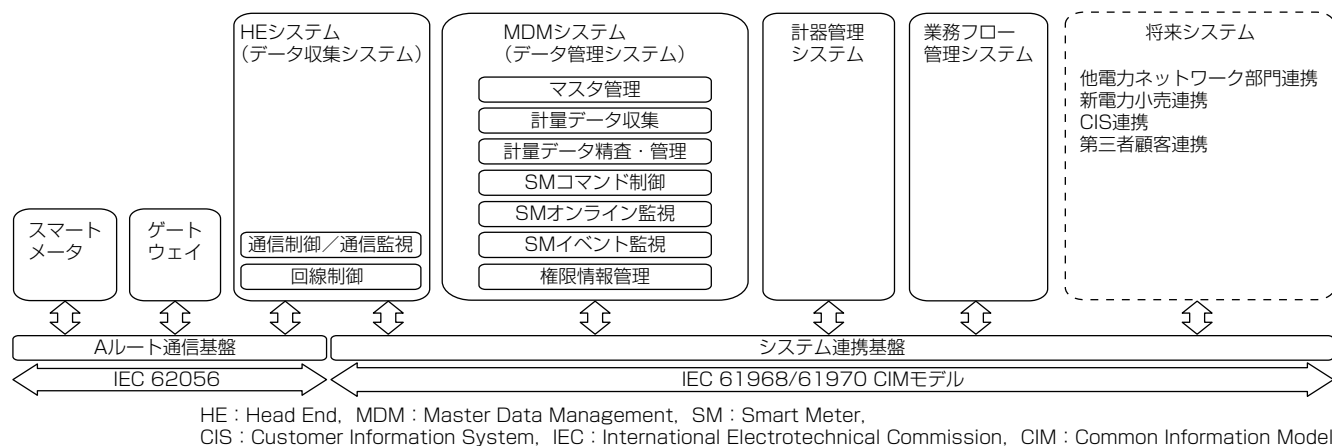 HEシステム
(データ収集システム)
MDMシステム
(データ管理システム)
計器管理
システム
業務フロー
管理システム
将来システム
他電力ネットワーク部門連携
新電力小売連携
CIS連携
第三者顧客連携
マスタ管理
計量データ収集
計量データ精査・管理
SMコマンド制御
SMオンライン監視
SMイベント監視
権限情報管理
スマート
メータ
ゲート
ウェイ
通信制御/通信監視
回線制御
Aルート通信基盤
システム連携基盤
IEC 62056
IEC 61968/61970 CIMモデル
HE:Head End, MDM:Master Data Management, SM:Smart Meter,
CIS:Customer Information System, IEC:International Electrotechnical Commission, CIM:Common Information Model